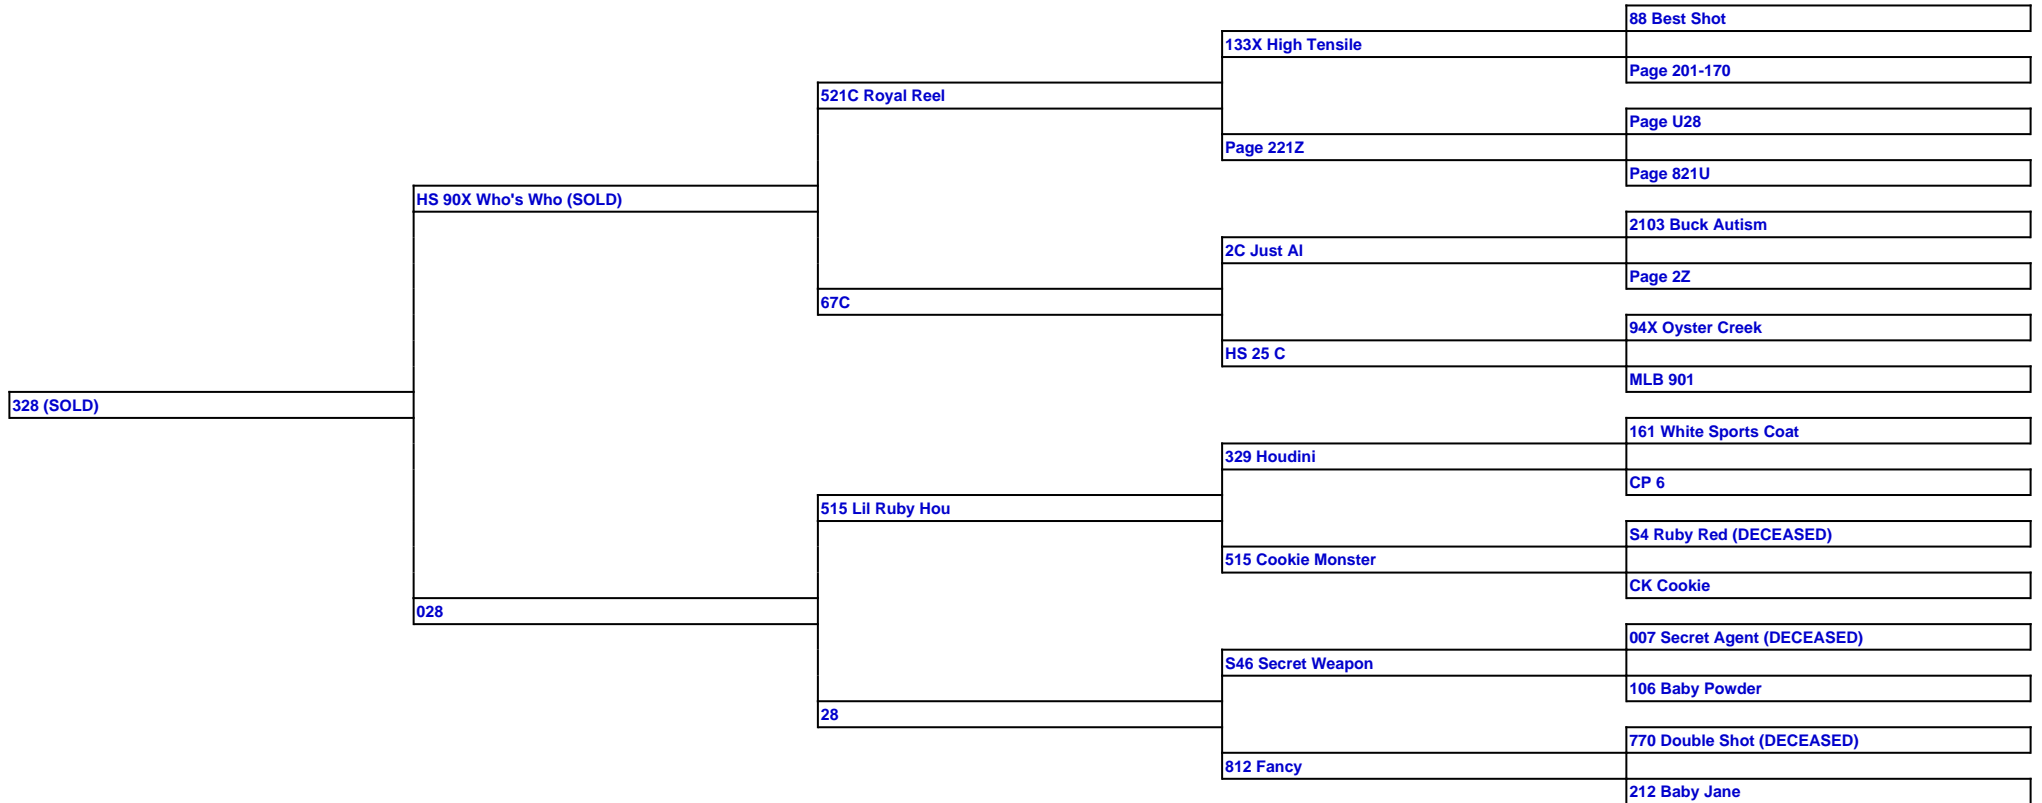 88 Best Shot
133X High Tensile
Page 201-170
521C Royal Reel
Page U28
Page 221Z
Page 821U
HS 90X Who's Who (SOLD)
2103 Buck Autism
2C Just AI
Page 2Z
67C
94X Oyster Creek
HS 25 C
MLB 901
328 (SOLD)
161 White Sports Coat
329 Houdini
CP 6
515 Lil Ruby Hou
S4 Ruby Red (DECEASED)
515 Cookie Monster
CK Cookie
028
007 Secret Agent (DECEASED)
S46 Secret Weapon
106 Baby Powder
28
770 Double Shot (DECEASED)
812 Fancy
212 Baby Jane